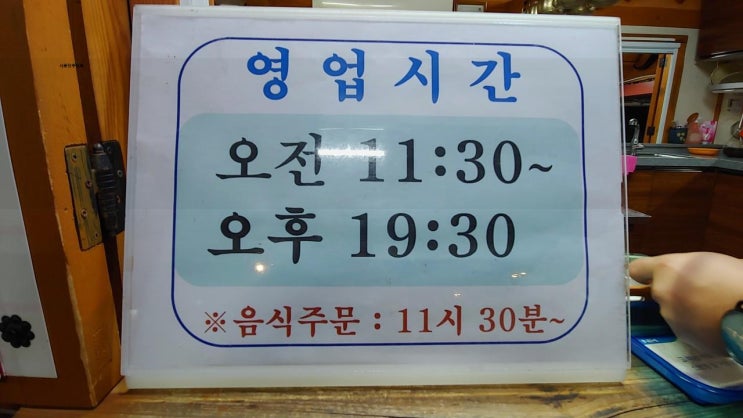 영 업 시 간
오전 11:30~
오후 19:30
※음식주문 : 11시 30분~